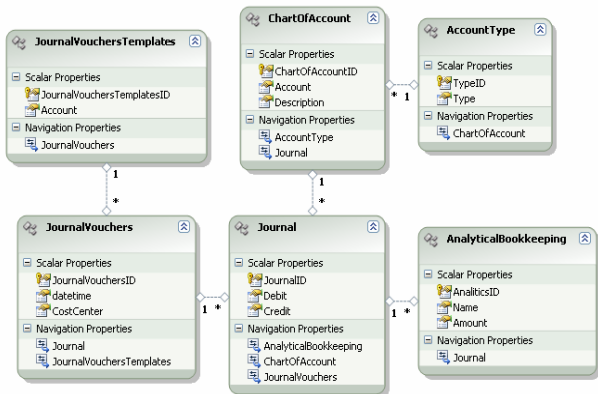 JournalVouchersTemplates
Scalar Properties
JournalVouchersTemplatesID
Account
Navigation Properties
JournalVouchers
ChartOfAccount
Scalar Properties
ChartOfAccountID
Account
Description
Navigation Properties
AccountType
Journal
* 1
AccountType
Scalar Properties
TypeID
Type
Navigation Properties
ChartOfAccount
1
*
1
*
JournalVouchers
Scalar Properties
JournalVouchersID
datetime
CostCenter
Navigation Properties
Journal
JournalVouchersTemplates
1 *
Journal
Scalar Properties
JournalID
Debit
Credit
Navigation Properties
AnalyticalBookkeeping
ChartOfAccount
JournalVouchers
1 *
AnalyticalBookkeeping
Scalar Properties
AnaliticsID
Name
Amount
Navigation Properties
Journal